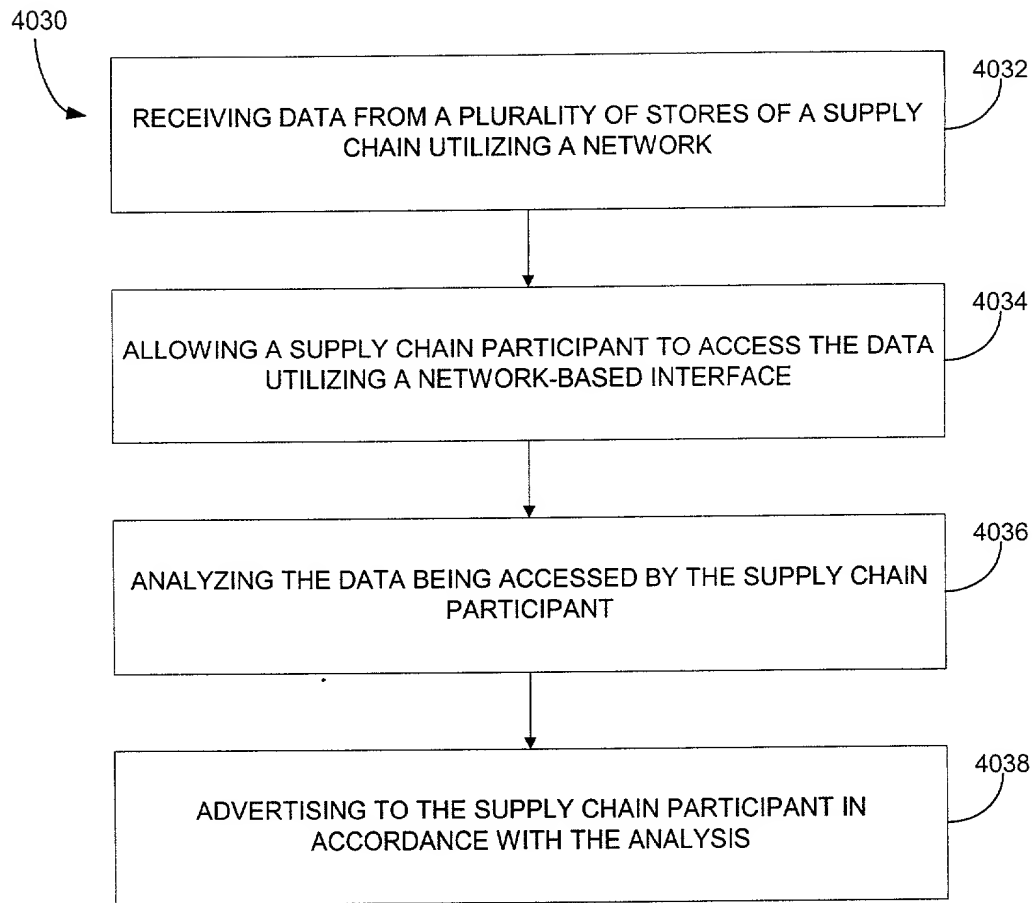 4030
4032
RECEIVING DATA FROM A PLURALITY OF STORES OF A SUPPLY
CHAIN UTILIZING A NETWORK
4034
ALLOWING A SUPPLY CHAIN PARTICIPANT TO ACCESS THE DATA
UTILIZING A NETWORK-BASED INTERFACE
4036
ANALYZING THE DATA BEING ACCESSED BY THE SUPPLY CHAIN
PARTICIPANT
4038
ADVERTISING TO THE SUPPLY CHAIN PARTICIPANT IN
ACCORDANCE WITH THE ANALYSIS